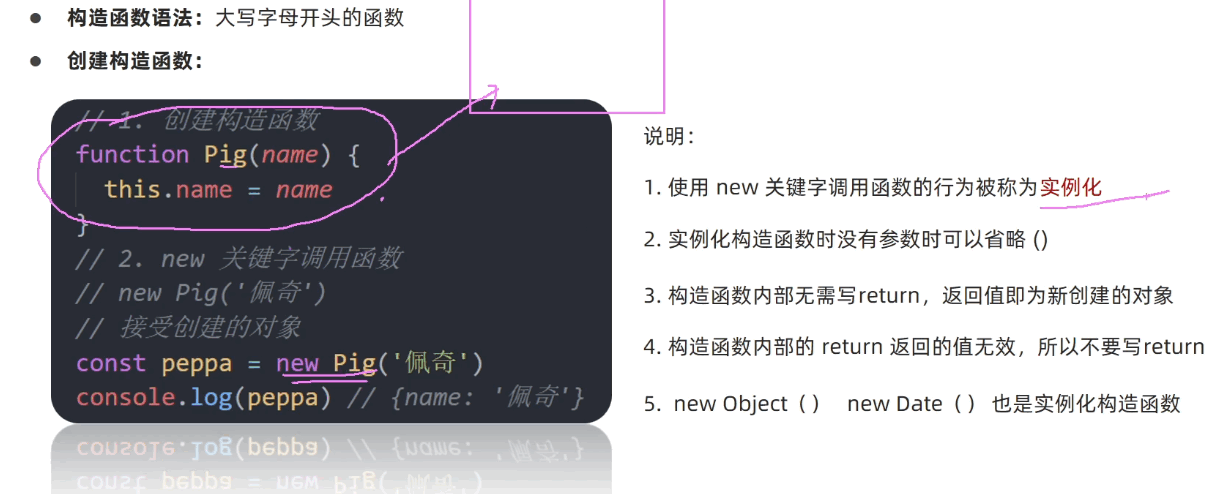 ● 构造函数语法：大写字母开头的函数
● 创建构造函数：
// 1. 创建构造函数
function Pig(name) {
this.name = name
}
// 2. new 关键字调用函数
// new Pig('佩奇')
// 接受创建的对象
const peppa = new Pig('佩奇')
console.log(peppa) // {name: '佩奇'}
说明：
1. 使用 new 关键字调用函数的行为被称为实例化
2. 实例化构造函数时没有参数时可以省略 ()
3. 构造函数内部无需写return，返回值即为新创建的对象
4. 构造函数内部的 return 返回的值无效，所以不要写return
5. new Object（） new Date（） 也是实例化构造函数